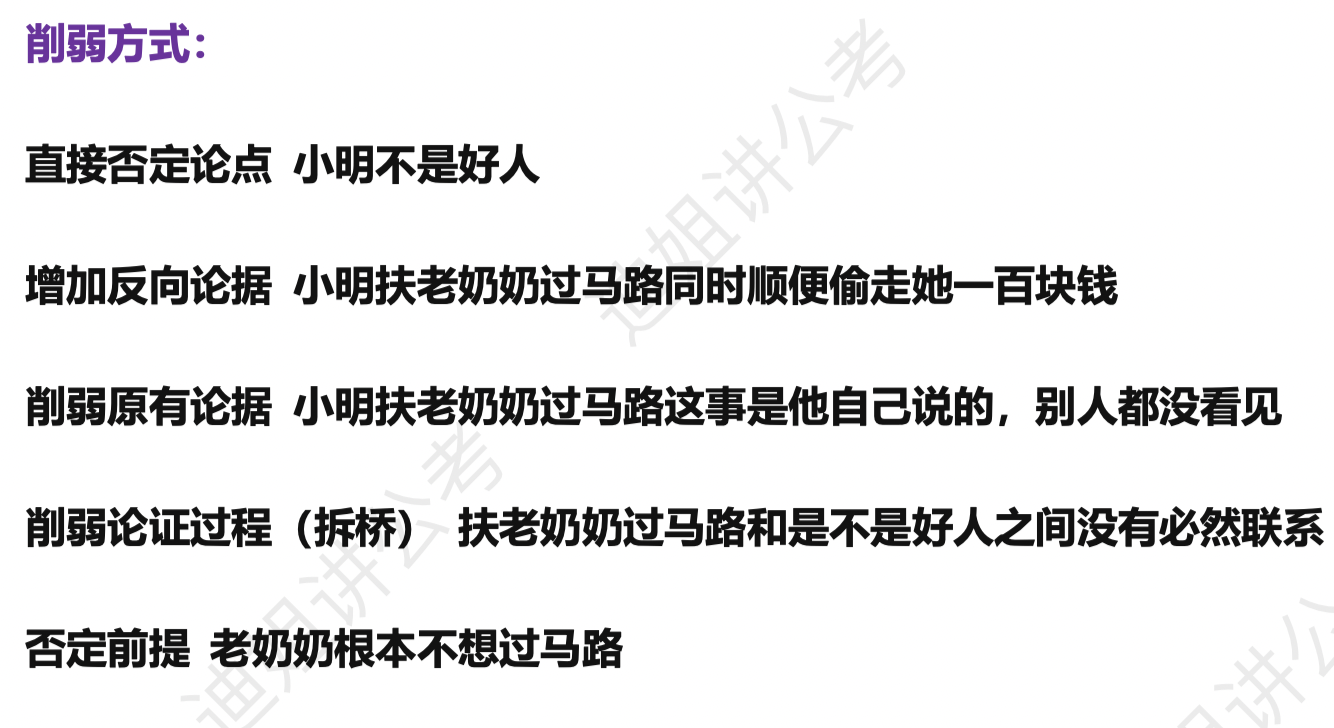 削弱方式：
直接否定论点 小明不是好人
增加反向论据 小明扶老奶奶过马路同时顺便偷走她一百块钱
削弱原有论据 小明扶老奶奶过马路这事是他自己说的，别人都没看见
削弱论证过程（拆桥） 扶老奶奶过马路和是不是好人之间没有必然联系
否定前提 老奶奶根本不想过马路
迪姐讲公考
迪姐讲公考
姐讲公